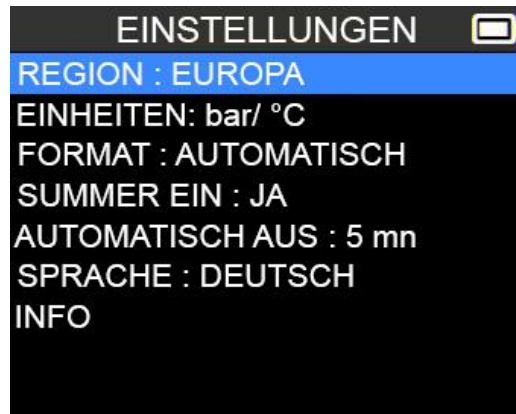 EINSTELLUNGEN
REGION : EUROPA
EINHEITEN: bar/ °C
FORMAT : AUTOMATISCH
SUMMER EIN : JA
AUTOMATISCH AUS : 5 mn
SPRACHE : DEUTSCH
INFO